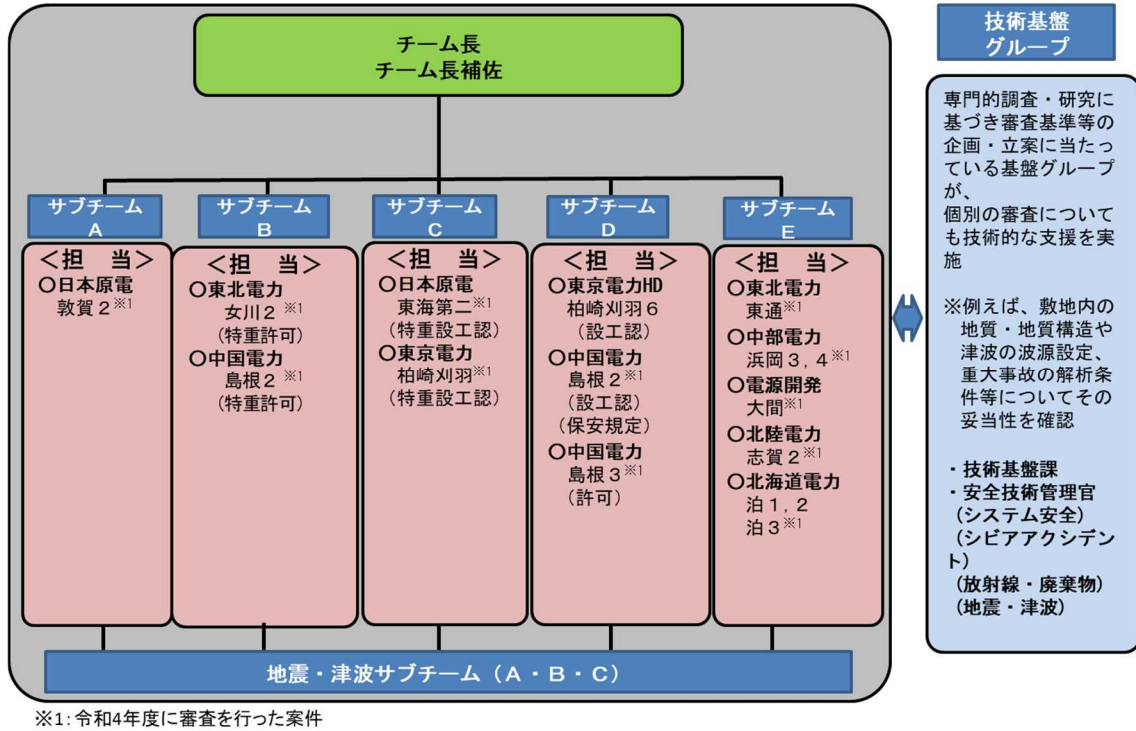 チーム長
チーム長補佐
サブチーム
A
<担 当>
○日本原電
敦賀2※1
サブチーム
B
<担 当>
○東北電力
女川2 ※1
(特重許可)
○中国電力
島根2 ※1
(特重許可)
サブチーム
C
<担 当>
○日本原電
東海第二※1
(特重設工認)
○東京電力
柏崎刈羽※1
(特重設工認)
サブチーム
D
<担 当>
○東京電力HD
柏崎刈羽6
(設工認)
○中国電力
島根2※1
(設工認)
(保安規定)
○中国電力
島根3※1
(許可)
サブチーム
E
<担 当>
○東北電力
東通※1
○中部電力
浜岡3,4※1
○電源開発
大間※1
○北陸電力
志賀2※1
○北海道電力
泊1,2
泊3※1
地震・津波サブチーム(A・B・C)
技術基盤
グループ
専門的調査・研究に
基づき審査基準等の
企画・立案に当たっ
ている基盤グループ
が、
個別の審査について
も技術的な支援を実
施
※例えば、敷地内の
地質・地質構造や
津波の波源設定、
重大事故の解析条
件等についてその
妥当性を確認
・技術基盤課
・安全技術管理官
(システム安全)
(シビアアクシデン
ト)
(放射線・廃棄物)
(地震・津波)
※1:令和4年度に審査を行った案件